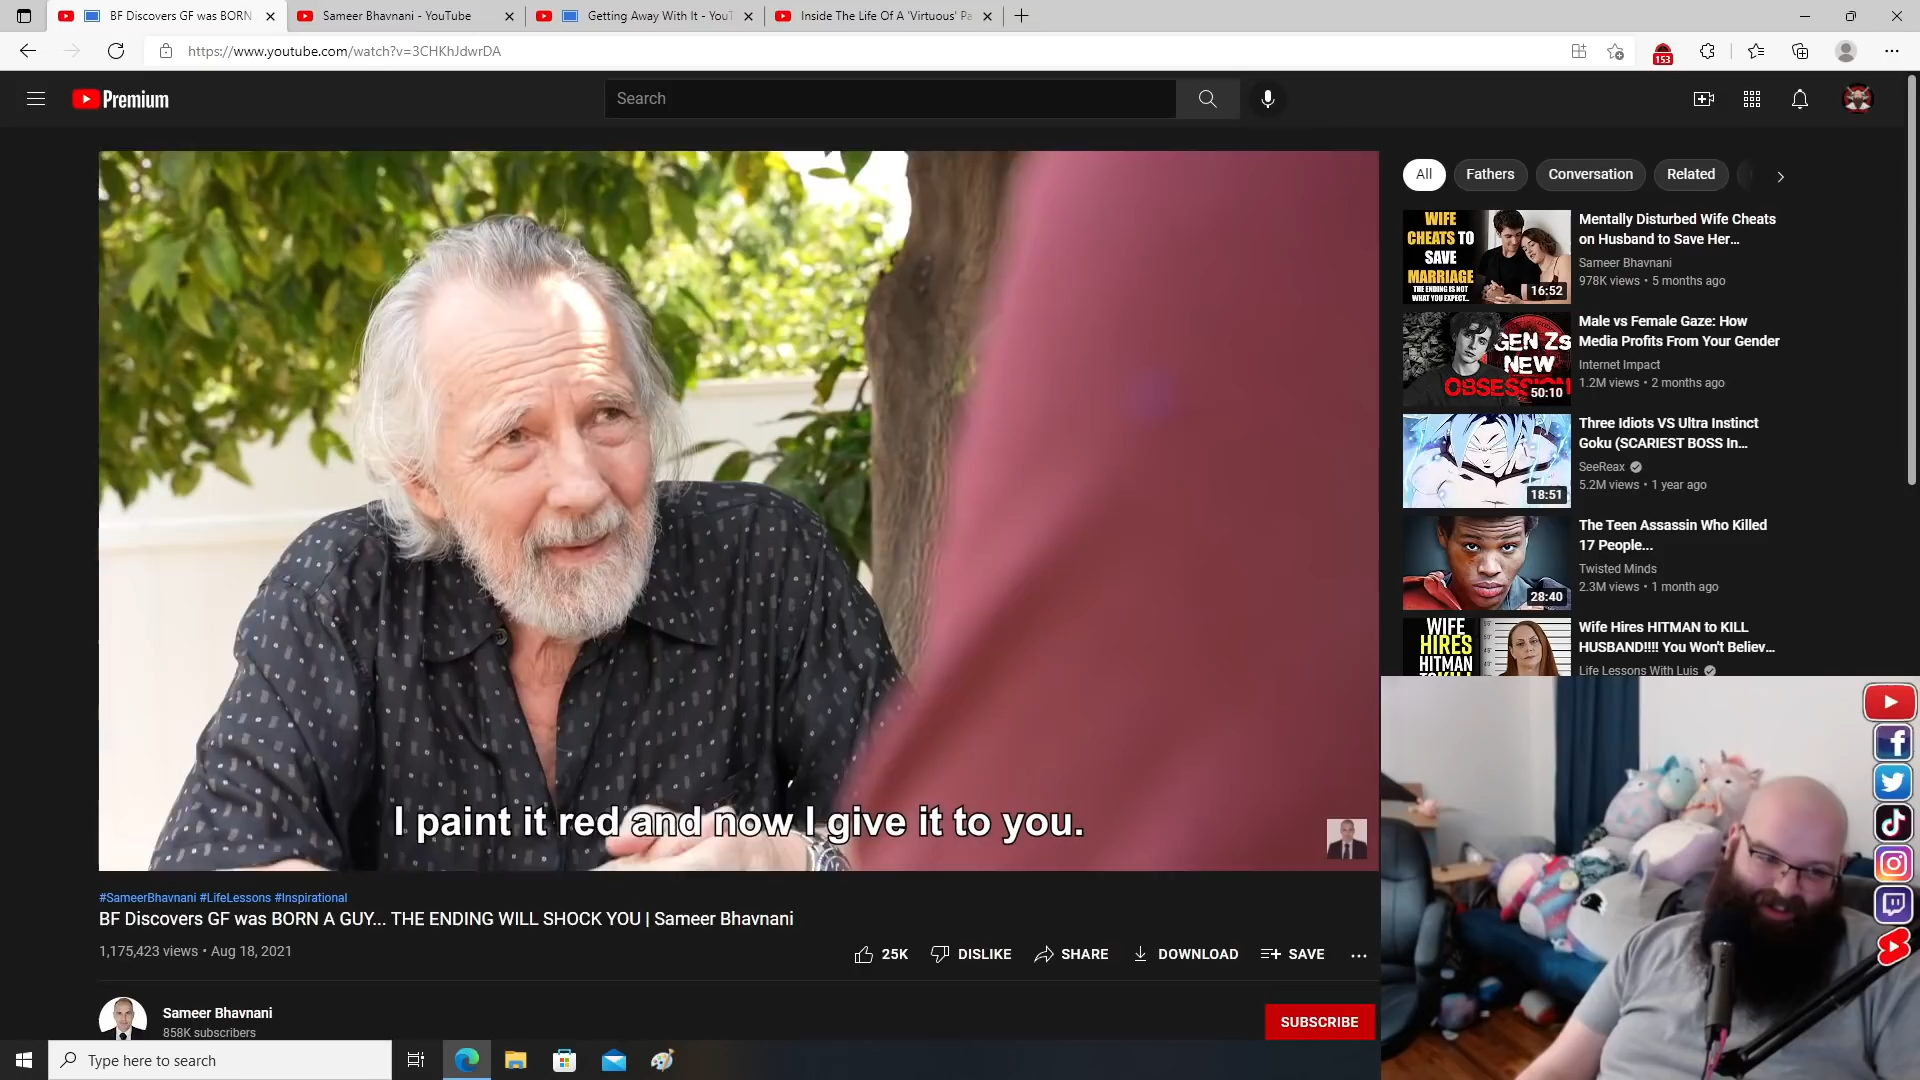 BF Discovers GF was BORN
Sameer Bhavnani - YouTube
Getting Away With It - YouT
Inside The Life Of A 'Virtuous' Pa
https://www.youtube.com/watch?v=3CHKhJdwrDA
153
Premium
Search
All
Fathers
Conversation
Related
WIFE
CHEATS TO
SAVE
MARRIAGE
THE ENDING IS NOT
WHAT YOU EXPECT...
16:52
Mentally Disturbed Wife Cheats
on Husband to Save Her...
Sameer Bhavnani
978K views • 5 months ago
GEN Zs
NEW
OBSESSION
50:10
Male vs Female Gaze: How
Media Profits From Your Gender
Internet Impact
1.2M views • 2 months ago
18:51
Three Idiots VS Ultra Instinct
Goku (SCARIEST BOSS In...
SeeReax
5.2M views • 1 year ago
28:40
The Teen Assassin Who Killed
17 People...
Twisted Minds
2.3M views • 1 month ago
WIFE
HIRES
HITMAN
Wife Hires HITMAN to KILL
HUSBAND!!!! You Won't Believ...
Life Lessons With Luis
I paint it red and now I give it to you.
#SameerBhavnani #LifeLessons #Inspirational
BF Discovers GF was BORN A GUY... THE ENDING WILL SHOCK YOU | Sameer Bhavnani
1,175,423 views • Aug 18, 2021
25K
DISLIKE
SHARE
DOWNLOAD
SAVE
Sameer Bhavnani
858K subscribers
SUBSCRIBE
Type here to search